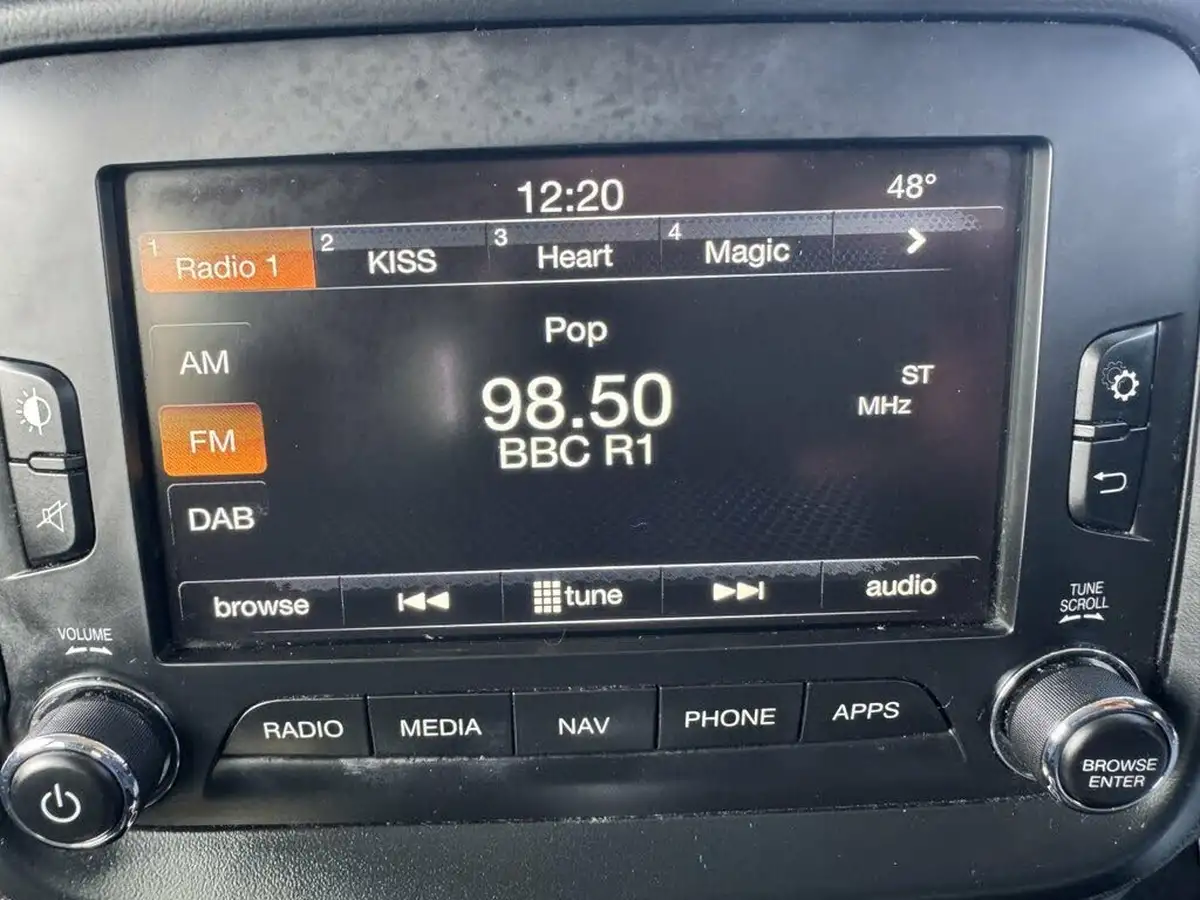 12:20
48°
1 Radio 1
2 KISS
3 Heart
4 Magic
Pop
AM
98.50
ST
MHz
FM
BBC R1
DAB
browse
tune
audio
VOLUME
TUNE
SCROLL
RADIO
MEDIA
NAV
PHONE
APPS
BROWSE
ENTER